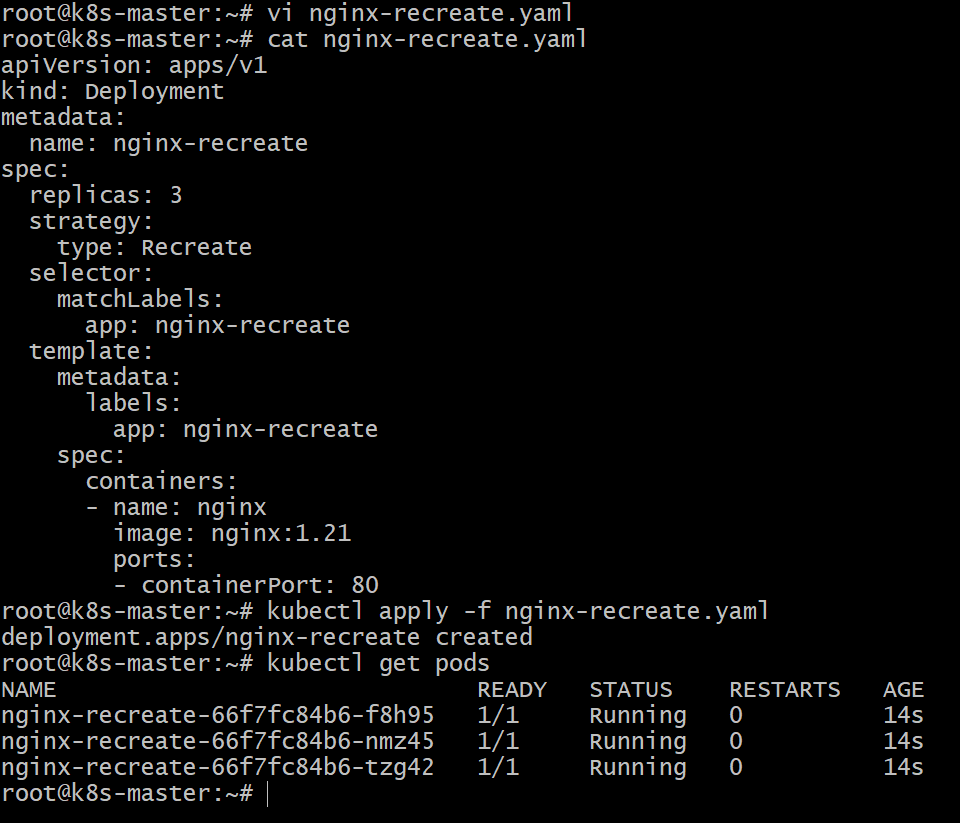 root@k8s-master:~# vi nginx-recreate.yaml
root@k8s-master:~# cat nginx-recreate.yaml
apiVersion: apps/v1
kind: Deployment
metadata:
  name: nginx-recreate
spec:
  replicas: 3
  strategy:
    type: Recreate
  selector:
    matchLabels:
      app: nginx-recreate
  template:
    metadata:
      labels:
        app: nginx-recreate
    spec:
      containers:
      - name: nginx
        image: nginx:1.21
        ports:
        - containerPort: 80
root@k8s-master:~# kubectl apply -f nginx-recreate.yaml
deployment.apps/nginx-recreate created
root@k8s-master:~# kubectl get pods
NAME                              READY   STATUS    RESTARTS   AGE
nginx-recreate-66f7fc84b6-f8h95   1/1     Running   0          14s
nginx-recreate-66f7fc84b6-nmz45   1/1     Running   0          14s
nginx-recreate-66f7fc84b6-tzg42   1/1     Running   0          14s
root@k8s-master:~#